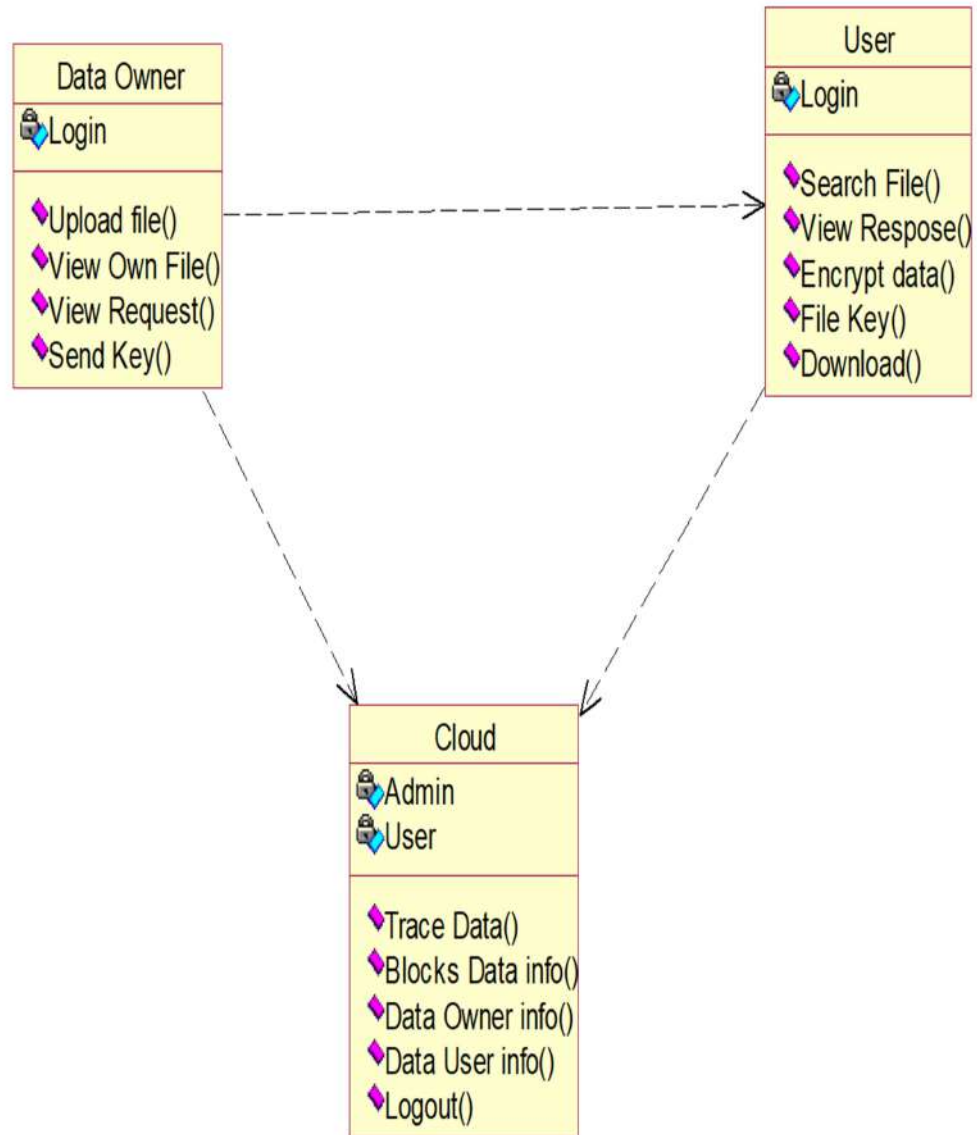 Data Owner
Login
Upload file()
View Own File()
View Request()
Send Key()
User
Login
Search File()
View Respose()
Encrypt data()
File Key()
Download()
Cloud
Admin
User
Trace Data()
Blocks Data info()
Data Owner info()
Data User info()
Logout()